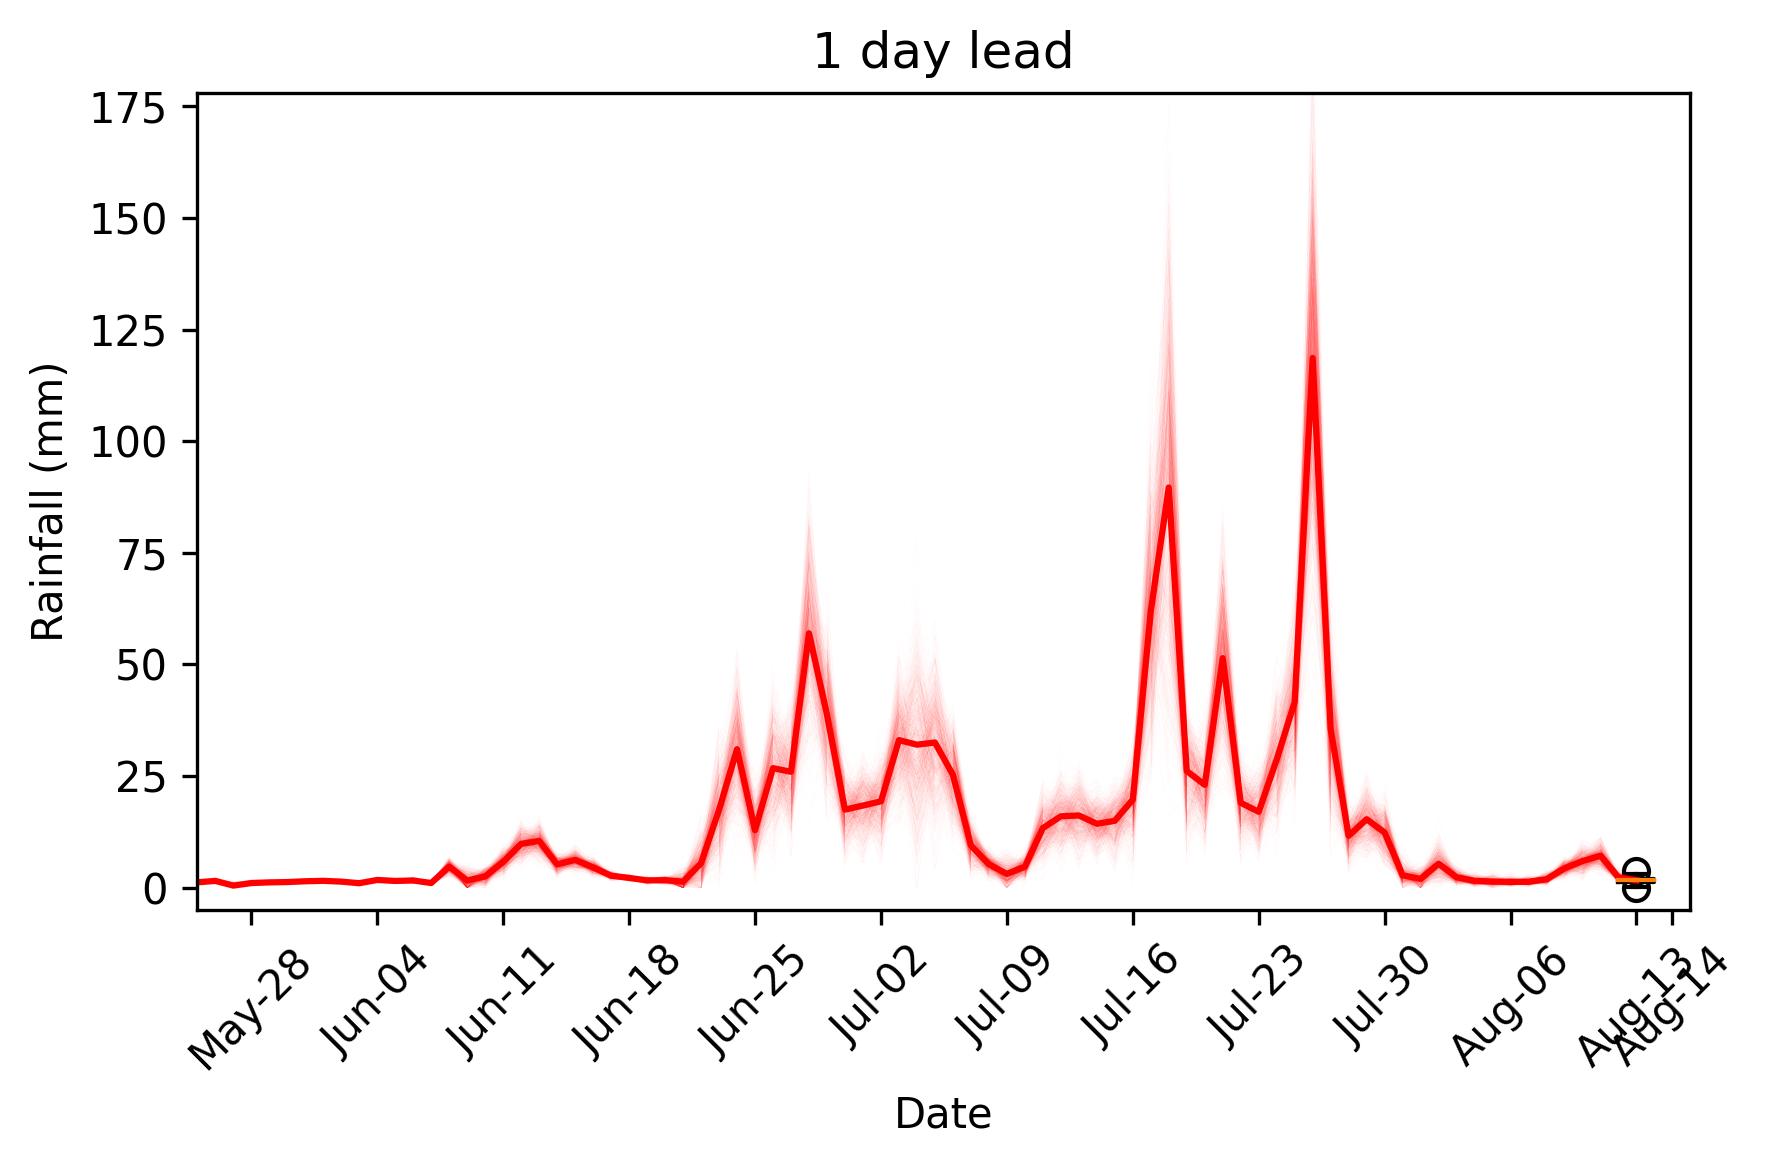 1 day lead
175
150
125
100
75
50
25
0
Rainfall (mm)
May-28
Jun-04
Jun-11
Jun-18
Jun-25
Jul-02
Jul-09
Jul-16
Jul-23
Jul-30
Aug-06
Aug-13
Aug-14
Date